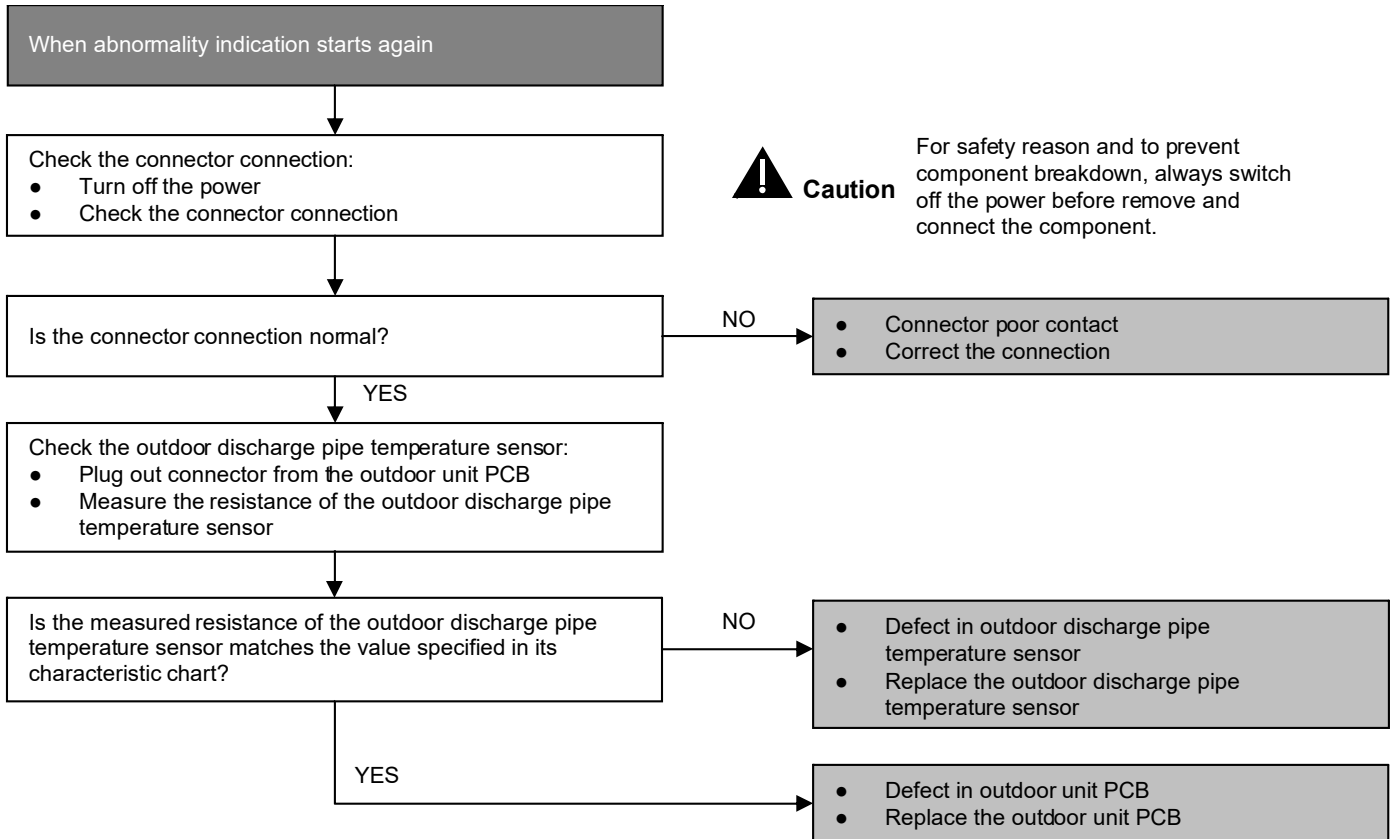 When abnormality indication starts again
Check the connector connection:
● Turn off the power
● Check the connector connection
Caution
For safety reason and to prevent
component breakdown, always switch
off the power before remove and
connect the component.
Is the connector connection normal?
NO
● Connector poor contact
● Correct the connection
YES
Check the outdoor discharge pipe temperature sensor:
● Plug out connector from the outdoor unit PCB
● Measure the resistance of the outdoor discharge pipe
temperature sensor
Is the measured resistance of the outdoor discharge pipe
temperature sensor matches the value specified in its
characteristic chart?
NO
● Defect in outdoor discharge pipe
temperature sensor
● Replace the outdoor discharge pipe
temperature sensor
YES
● Defect in outdoor unit PCB
● Replace the outdoor unit PCB